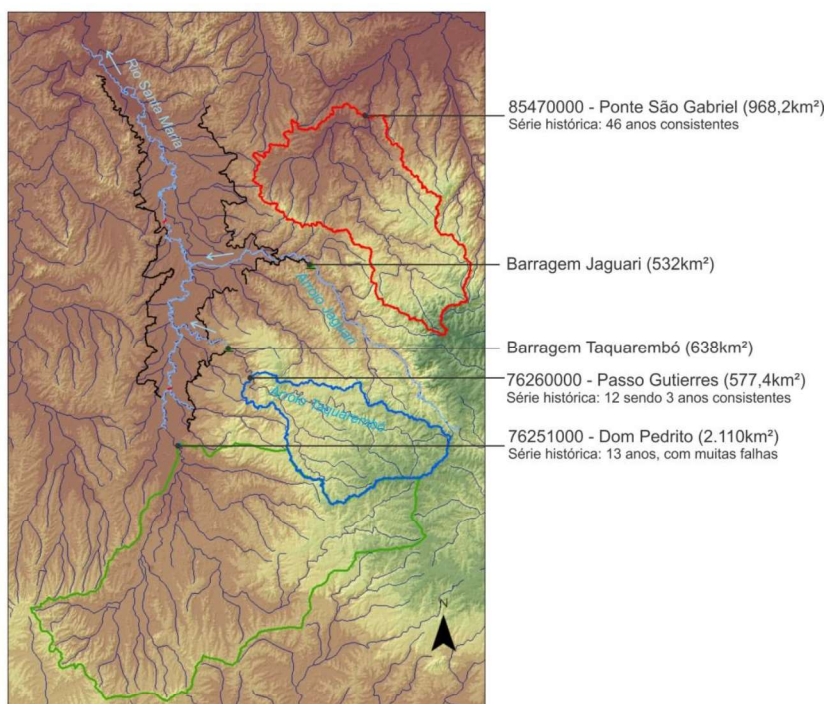 85470000 - Ponte São Gabriel (968,2km²)
Série histórica: 46 anos consistentes
Rio Santa Maria
Barragem Jaguari (532km²)
Arroio Jaguari
Barragem Taquarembó (638km²)
76260000 - Passo Gutierres (577,4km²)
Série histórica: 12 sendo 3 anos consistentes
Arroio Taquarembó
76251000 - Dom Pedrito (2.110km²)
Série histórica: 13 anos, com muitas falhas
N